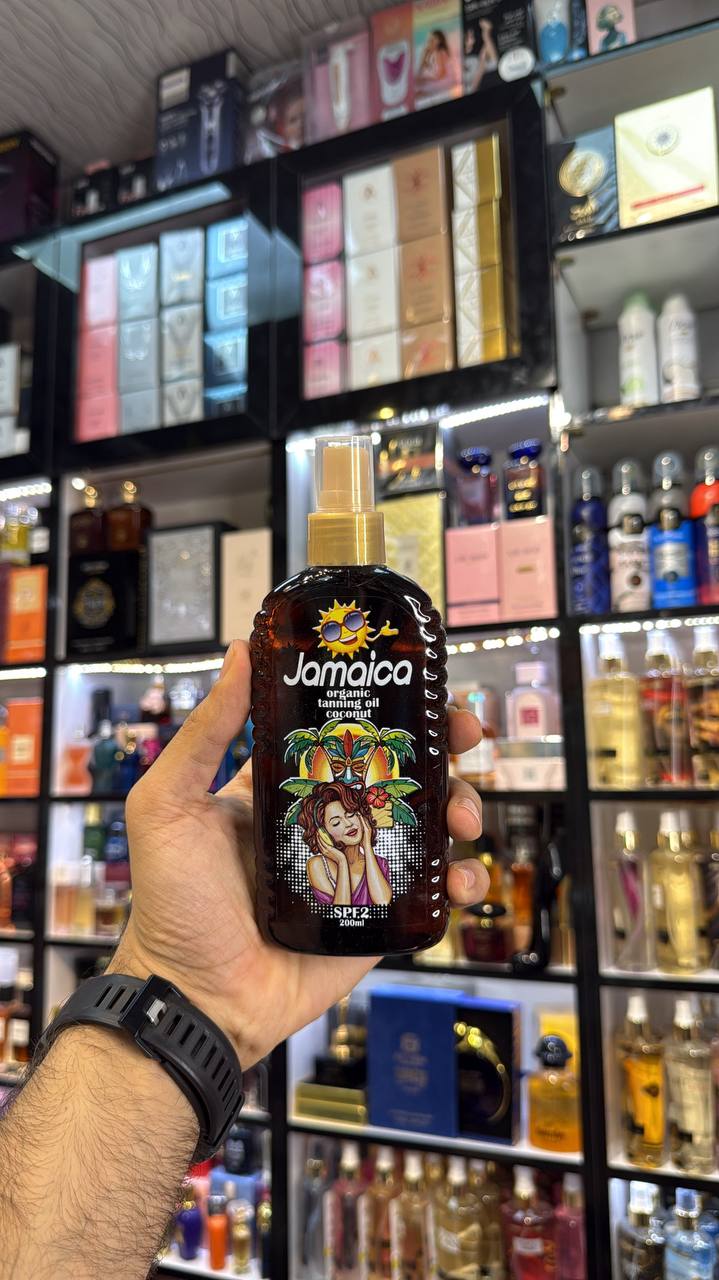 Jamaica
organic
tanning oil
coconut
SPF2
200ml